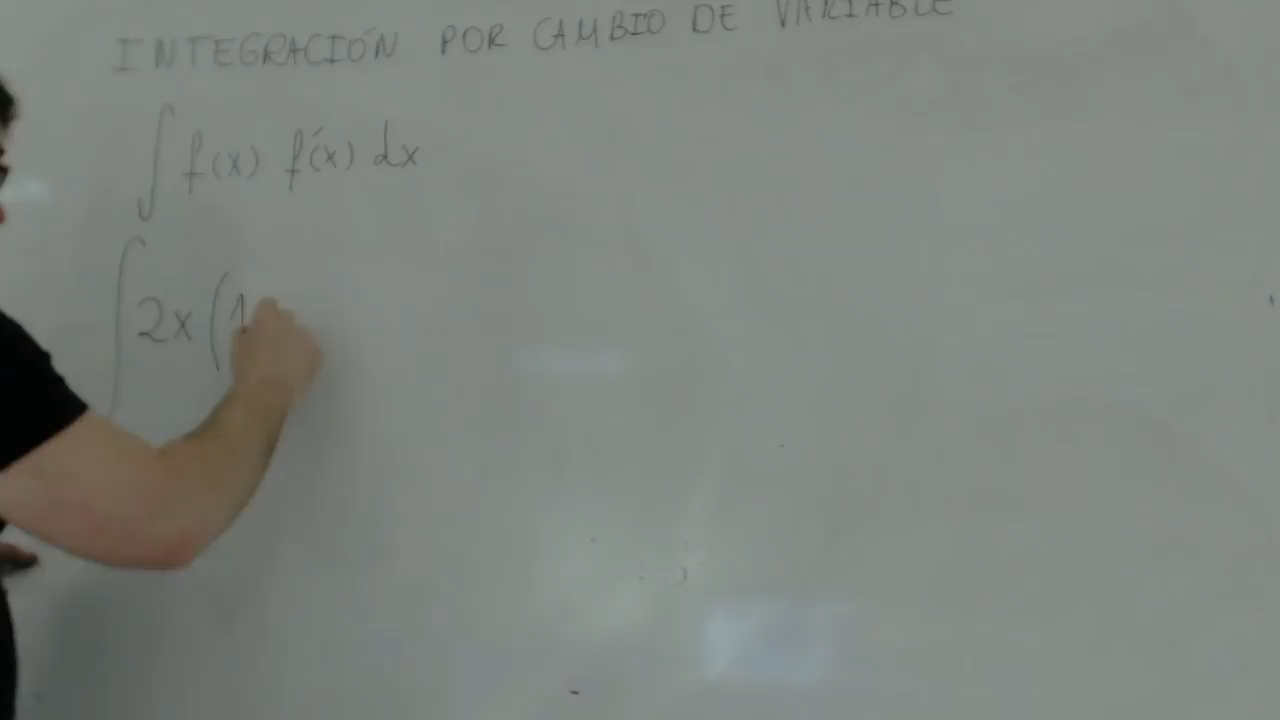 INTEGRACIÓN POR CAMBIO DE VARIABLE
∫ f(x) f'(x) dx
∫ 2x (1